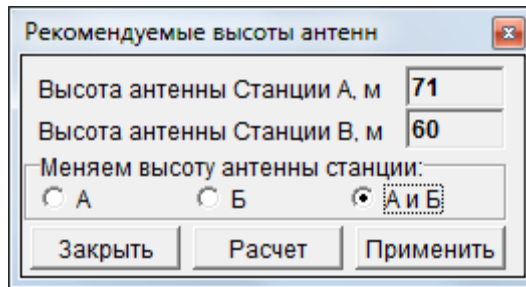 Рекомендуемые высоты антенн
Высота антенны Станции А, м 71
Высота антенны Станции В, м 60
Меняем высоту антенны станции:
А Б А и Б
Закрыть Расчет Применить